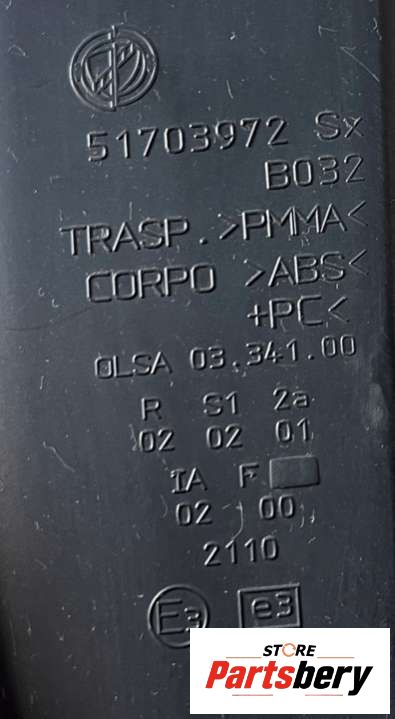 51703972 Sx
B032
TRASP. >PMMA<
CORPO >ABS<
+PC<
OLSA 03.341.00
R S1 2a
02 02 01
IA F
02 00
2110
E3 e3
STORE
Partsbery